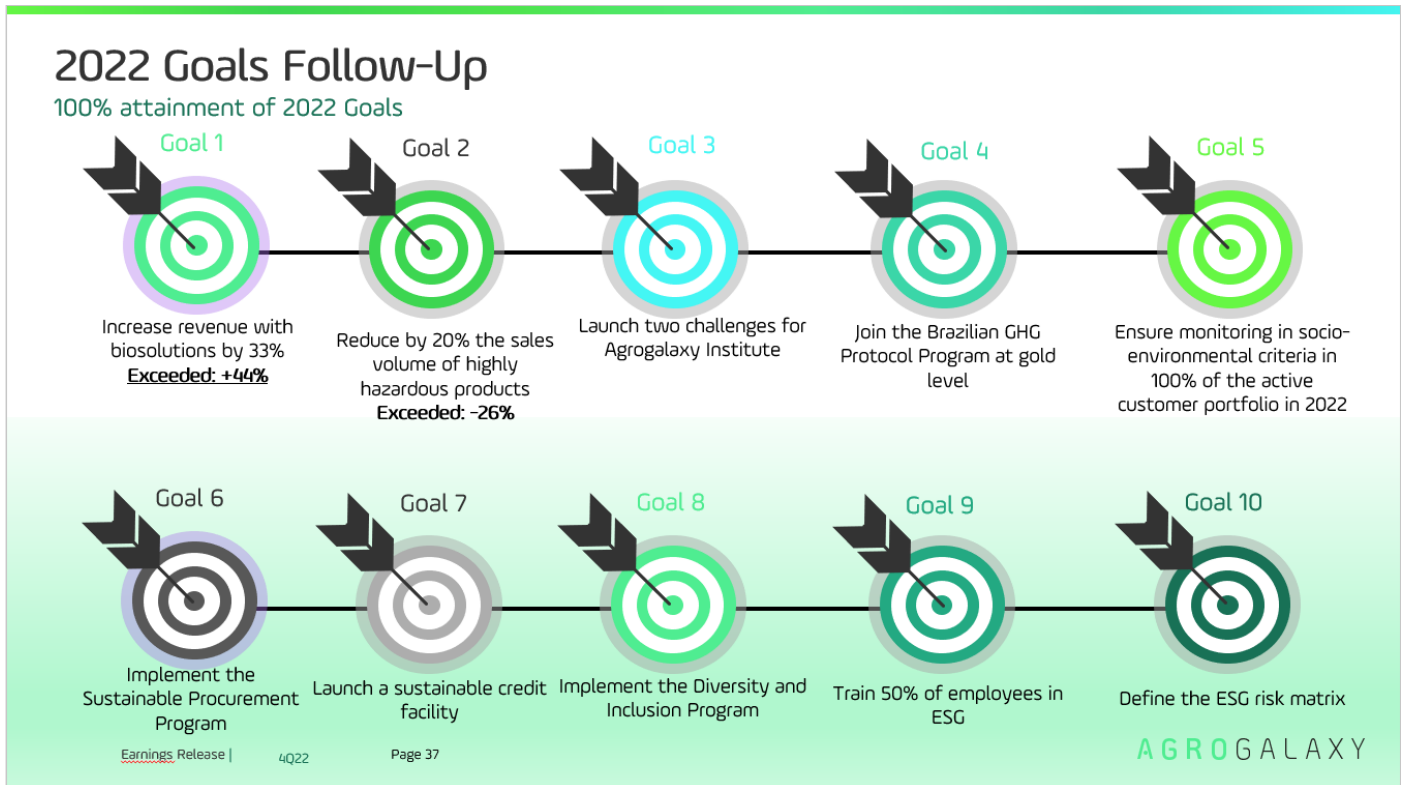 2022 Goals Follow-Up
100% attainment of 2022 Goals
Goal 1
Increase revenue with
biosolutions by 33%
Exceeded: +44%
Goal 2
Reduce by 20% the sales
volume of highly
hazardous products
Exceeded: -26%
Goal 3
Launch two challenges for
Agrogalaxy Institute
Goal 4
Join the Brazilian GHG
Protocol Program at gold
level
Goal 5
Ensure monitoring in socio-
environmental criteria in
100% of the active
customer portfolio in 2022
Goal 6
Implement the
Sustainable Procurement
Program
Goal 7
Launch a sustainable credit
facility
Goal 8
Implement the Diversity and
Inclusion Program
Goal 9
Train 50% of employees in
ESG
Goal 10
Define the ESG risk matrix
Earnings Release | 4Q22 Page 37
AGROGALAXY